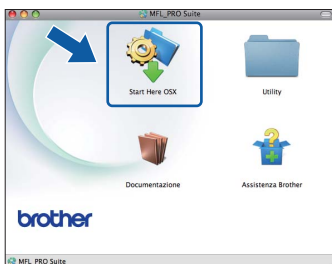 MFL_PRO Suite
Start Here OSX
Utility
Documentazione
Assistenza Brother
brother
MFL_PRO Suite